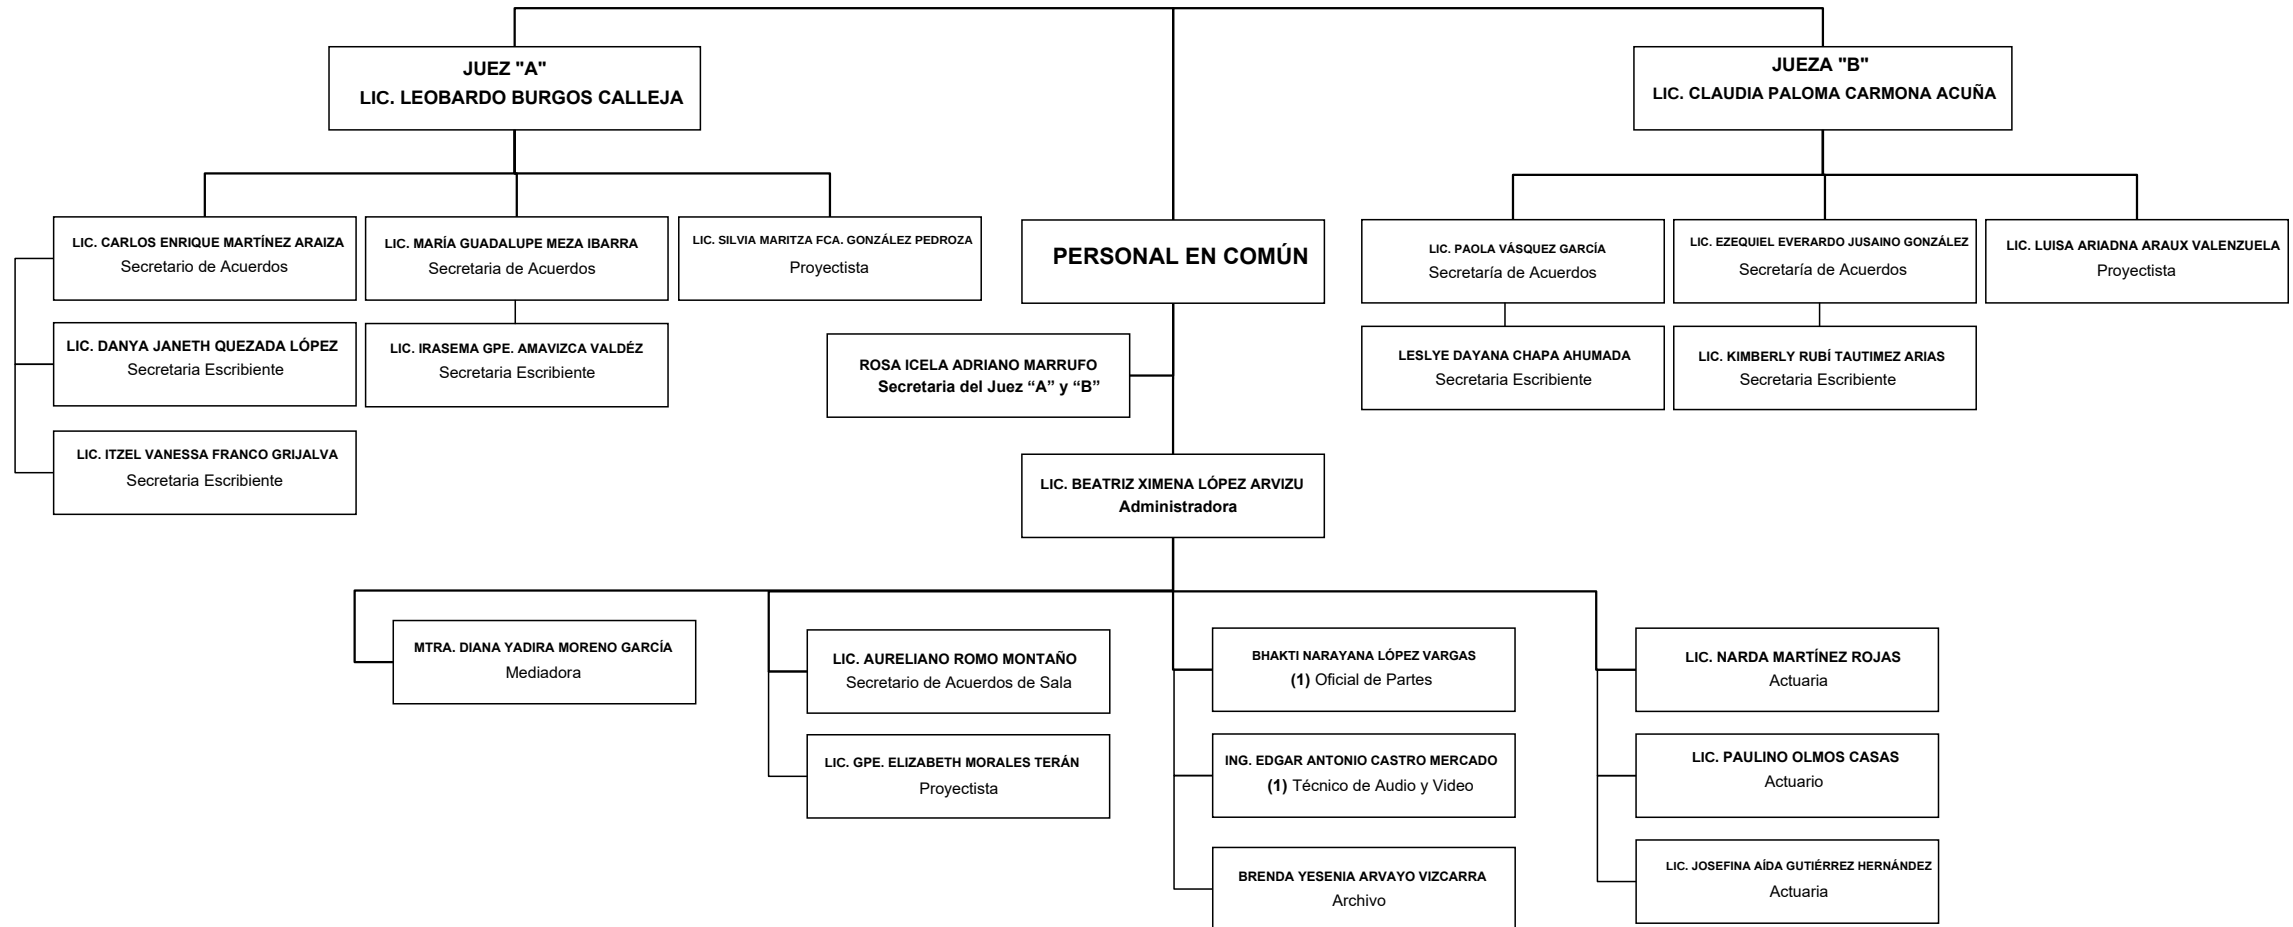 JUEZ "A"
LIC. LEOBARDO BURGOS CALLEJA
JUEZA "B"
LIC. CLAUDIA PALOMA CARMONA ACUÑA
LIC. CARLOS ENRIQUE MARTÍNEZ ARAIZA
Secretario de Acuerdos
LIC. MARÍA GUADALUPE MEZA IBARRA
Secretaria de Acuerdos
LIC. SILVIA MARITZA FCA. GONZÁLEZ PEDROZA
Proyectista
PERSONAL EN COMÚN
LIC. PAOLA VÁSQUEZ GARCÍA
Secretaría de Acuerdos
LIC. EZEQUIEL EVERARDO JUSAINO GONZÁLEZ
Secretaría de Acuerdos
LIC. LUISA ARIADNA ARAUX VALENZUELA
Proyectista
LIC. DANYA JANETH QUEZADA LÓPEZ
Secretaria Escribiente
LIC. IRASEMA GPE. AMAVIZCA VALDÉZ
Secretaria Escribiente
ROSA ICELA ADRIANO MARRUFO
Secretaria del Juez “A” y “B”
LESLYE DAYANA CHAPA AHUMADA
Secretaria Escribiente
LIC. KIMBERLY RUBÍ TAUTIMEZ ARIAS
Secretaria Escribiente
LIC. ITZEL VANESSA FRANCO GRIJALVA
Secretaria Escribiente
LIC. BEATRIZ XIMENA LÓPEZ ARVIZU
Administradora
MTRA. DIANA YADIRA MORENO GARCÍA
Mediadora
LIC. AURELIANO ROMO MONTAÑO
Secretario de Acuerdos de Sala
BHAKTI NARAYANA LÓPEZ VARGAS
(1) Oficial de Partes
LIC. NARDA MARTÍNEZ ROJAS
Actuaria
LIC. GPE. ELIZABETH MORALES TERÁN
Proyectista
ING. EDGAR ANTONIO CASTRO MERCADO
(1) Técnico de Audio y Video
LIC. PAULINO OLMOS CASAS
Actuario
BRENDA YESENIA ARVAYO VIZCARRA
Archivo
LIC. JOSEFINA AÍDA GUTIÉRREZ HERNÁNDEZ
Actuaria